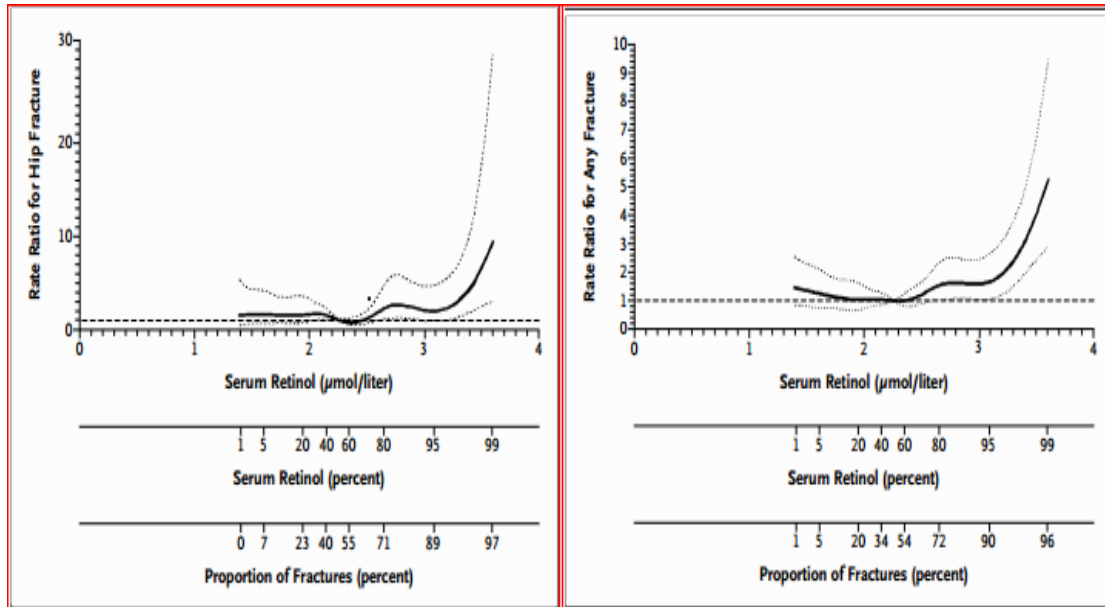 30
20
10
0
Rate Ratio for Hip Fracture
0 1 2 3 4
Serum Retinol (µmol/liter)
1 5 20 40 60 80 95 99
Serum Retinol (percent)
0 7 23 40 55 71 89 97
Proportion of Fractures (percent)
10
9
8
7
6
5
4
3
2
1
0
Rate Ratio for Any Fracture
0 1 2 3 4
Serum Retinol (µmol/liter)
1 5 20 40 60 80 95 99
Serum Retinol (percent)
1 5 20 34 54 72 90 96
Proportion of Fractures (percent)